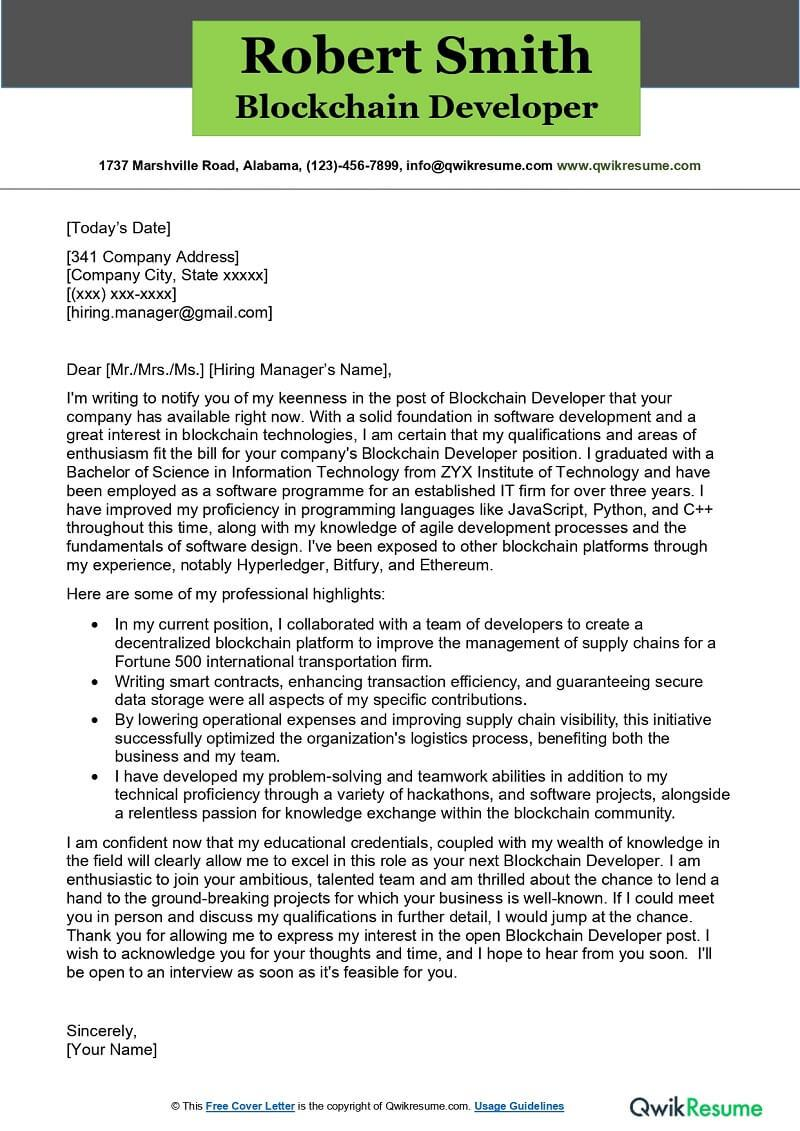 Robert Smith
Blockchain Developer
1737 Marshville Road, Alabama, (123)-456-7899, info@qwikresume.com www.qwikresume.com
[Today’s Date]
[341 Company Address]
[Company City, State xxxxx]
[(xxx) xxx-xxxx]
[hiring.manager@gmail.com]
Dear [Mr./Mrs./Ms.] [Hiring Manager’s Name],
I'm writing to notify you of my keenness in the post of Blockchain Developer that your
company has available right now. With a solid foundation in software development and a
great interest in blockchain technologies, I am certain that my qualifications and areas of
enthusiasm fit the bill for your company's Blockchain Developer position. I graduated with a
Bachelor of Science in Information Technology from ZYX Institute of Technology and have
been employed as a software programme for an established IT firm for over three years. I
have improved my proficiency in programming languages like JavaScript, Python, and C++
throughout this time, along with my knowledge of agile development processes and the
fundamentals of software design. I've been exposed to other blockchain platforms through
my experience, notably Hyperledger, Bitfury, and Ethereum.
Here are some of my professional highlights:
• In my current position, I collaborated with a team of developers to create a
decentralized blockchain platform to improve the management of supply chains for a
Fortune 500 international transportation firm.
• Writing smart contracts, enhancing transaction efficiency, and guaranteeing secure
data storage were all aspects of my specific contributions.
• By lowering operational expenses and improving supply chain visibility, this initiative
successfully optimized the organization's logistics process, benefiting both the
business and my team.
• I have developed my problem-solving and teamwork abilities in addition to my
technical proficiency through a variety of hackathons, and software projects, alongside
a relentless passion for knowledge exchange within the blockchain community.
I am confident now that my educational credentials, coupled with my wealth of knowledge in
the field will clearly allow me to excel in this role as your next Blockchain Developer. I am
enthusiastic to join your ambitious, talented team and am thrilled about the chance to lend a
hand to the ground-breaking projects for which your business is well-known. If I could meet
you in person and discuss my qualifications in further detail, I would jump at the chance.
Thank you for allowing me to express my interest in the open Blockchain Developer post. I
wish to acknowledge you for your thoughts and time, and I hope to hear from you soon. I'll
be open to an interview as soon as it's feasible for you.
Sincerely,
[Your Name]
© This Free Cover Letter is the copyright of Qwikresume.com. Usage Guidelines
QwikResume